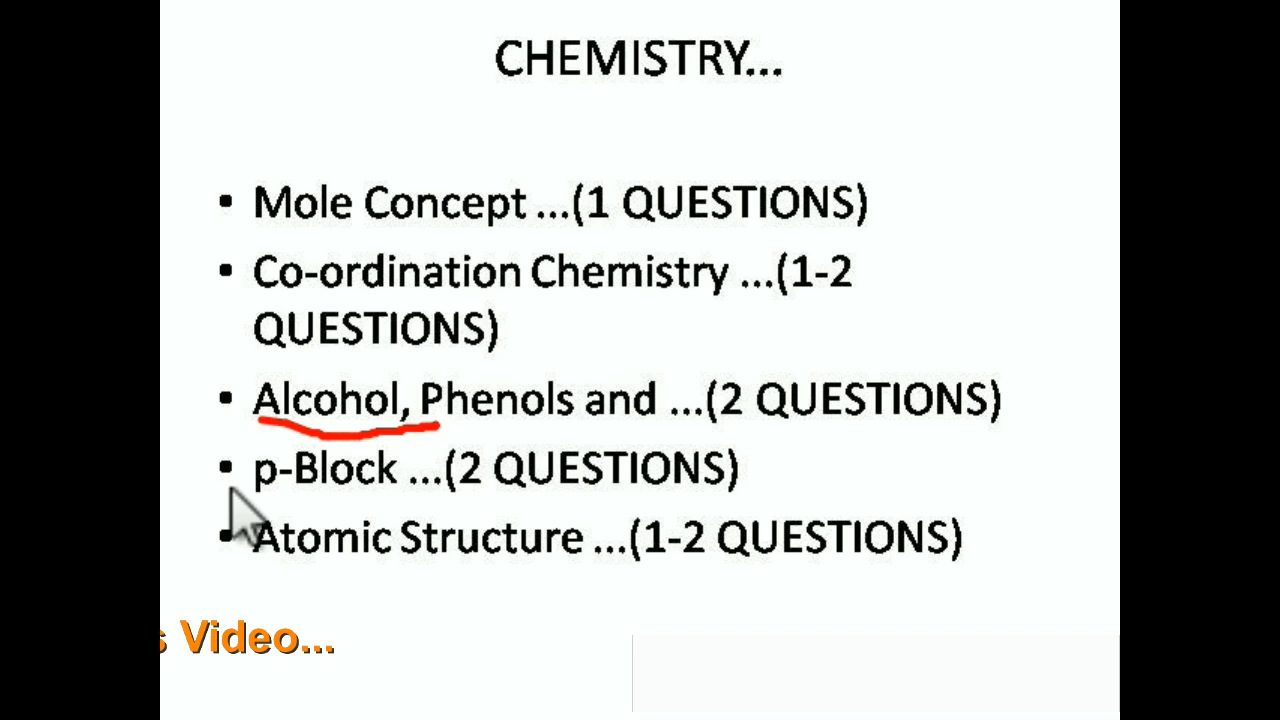 CHEMISTRY...
• Mole Concept ...(1 QUESTIONS)
• Co-ordination Chemistry ...(1-2
QUESTIONS)
• Alcohol, Phenols and ...(2 QUESTIONS)
• p-Block ...(2 QUESTIONS)
• Atomic Structure ...(1-2 QUESTIONS)
s Video...